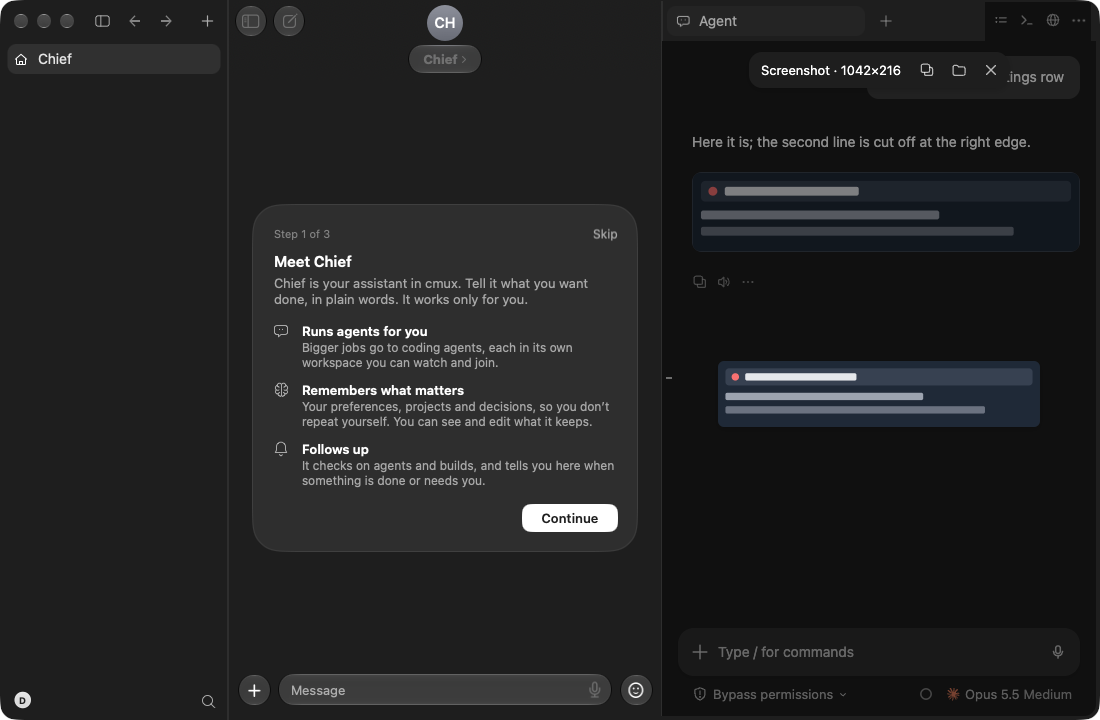 Chief
D
CH
Chief
Step 1 of 3
Skip
Meet Chief
Chief is your assistant in cmux. Tell it what you want
done, in plain words. It works only for you.
Runs agents for you
Bigger jobs go to coding agents, each in its own
workspace you can watch and join.
Remembers what matters
Your preferences, projects and decisions, so you don't
repeat yourself. You can see and edit what it keeps.
Follows up
It checks on agents and builds, and tells you here when
something is done or needs you.
Continue
Message
Agent
Screenshot · 1042×216
row
Here it is; the second line is cut off at the right edge.
Type / for commands
Bypass permissions
Opus 5.5 Medium